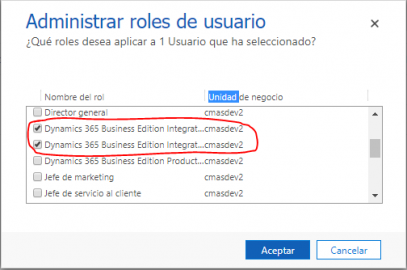 Administrar roles de usuario
¿Qué roles desea aplicar a 1 Usuario que ha seleccionado?
Nombre del rol Unidad de negocio
Director general cmasdev2
Dynamics 365 Business Edition Integrat... cmasdev2
Dynamics 365 Business Edition Integrat... cmasdev2
Dynamics 365 Business Edition Product... cmasdev2
Jefe de marketing cmasdev2
Jefe de servicio al cliente cmasdev2
Aceptar Cancelar